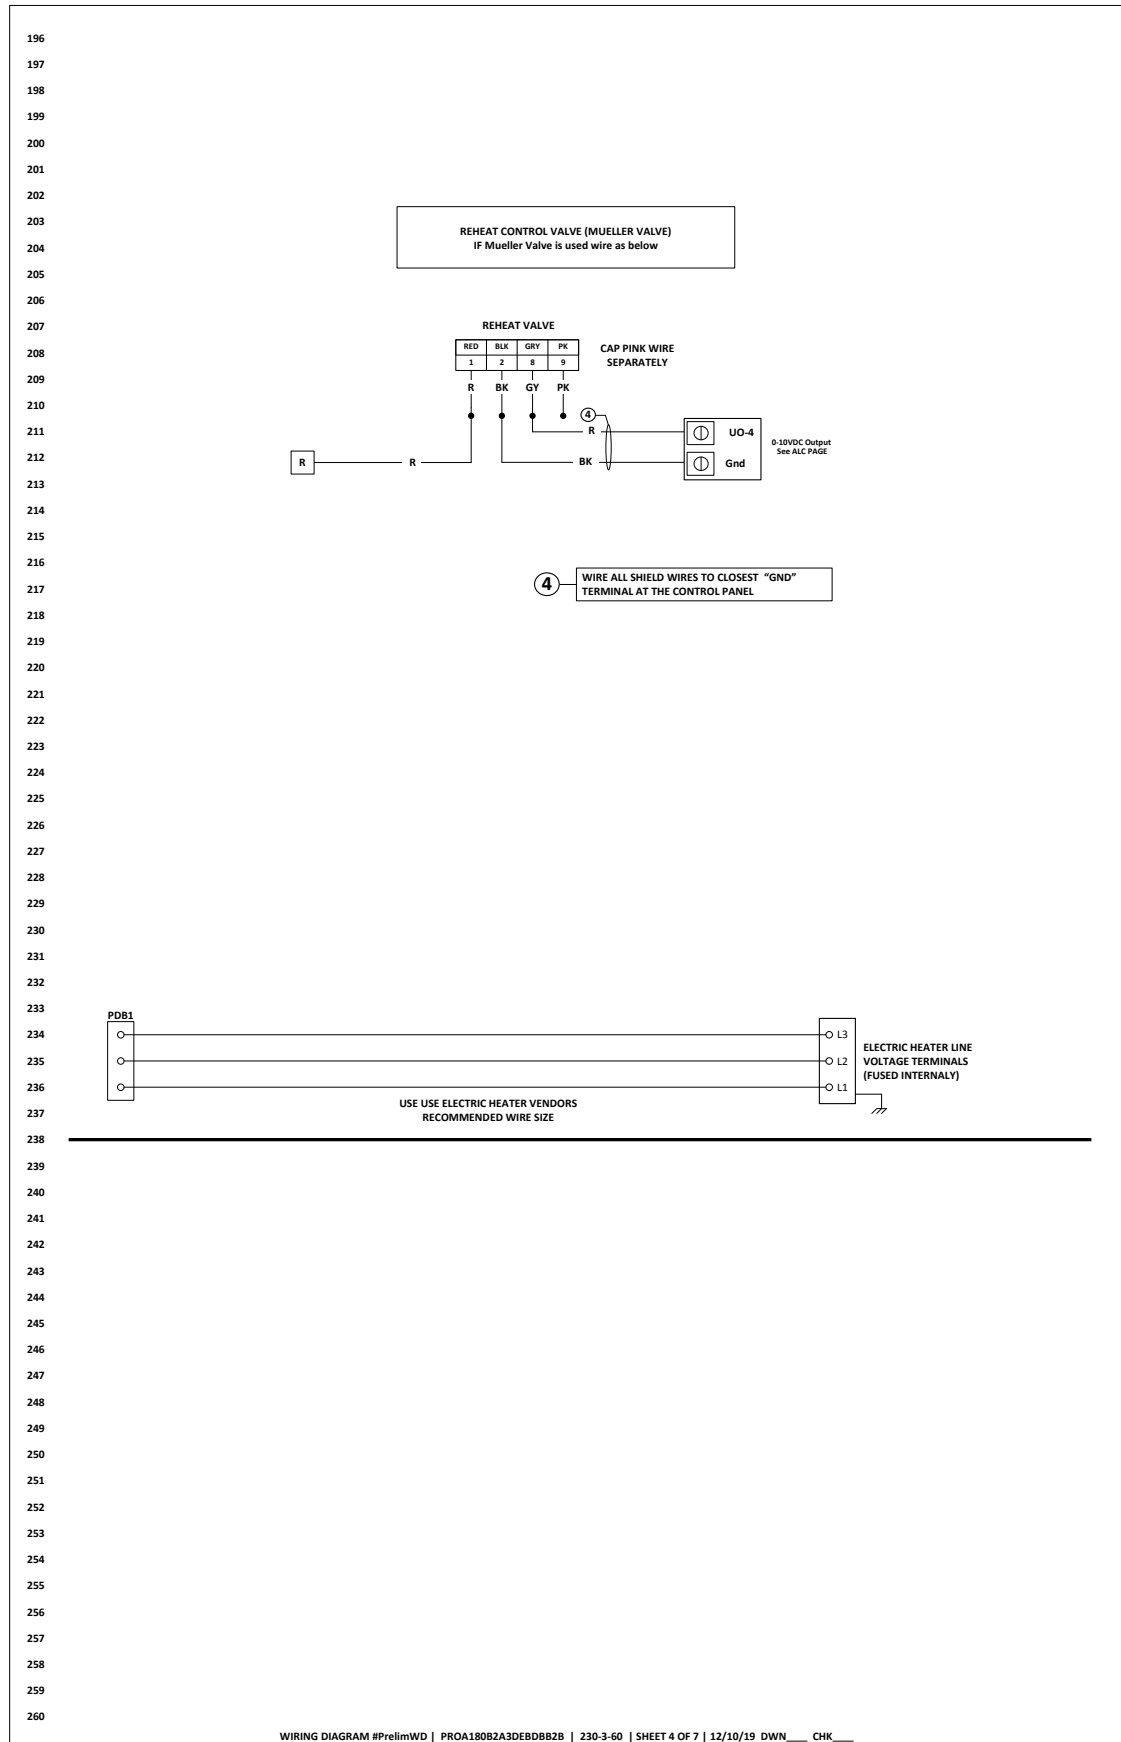 196
197
198
199
200
201
202
203
REHEAT CONTROL VALVE (MUELLER VALVE)
204
IF Mueller Valve is used wire as below
205
206
207
REHEAT VALVE
RED BLK GRY PK
CAP PINK WIRE
SEPARATELY
208
1 2 8 9
209
R BK GY PK
210
4
211
R
UO-4
0-10VDC Output
See ALC PAGE
212
R
R
BK
Gnd
213
214
215
216
4
WIRE ALL SHIELD WIRES TO CLOSEST “GND”
TERMINAL AT THE CONTROL PANEL
217
218
219
220
221
222
223
224
225
226
227
228
229
230
231
232
233
PDB1
234
L3
ELECTRIC HEATER LINE
VOLTAGE TERMINALS
(FUSED INTERNALY)
235
L2
236
L1
USE USE ELECTRIC HEATER VENDORS
RECOMMENDED WIRE SIZE
237
238
239
240
241
242
243
244
245
246
247
248
249
250
251
252
253
254
255
256
257
258
259
260
WIRING DIAGRAM #PrelimWD | PROA180B2A3DEBDBB2B | 230-3-60 | SHEET 4 OF 7 | 12/10/19 DWN____ CHK____